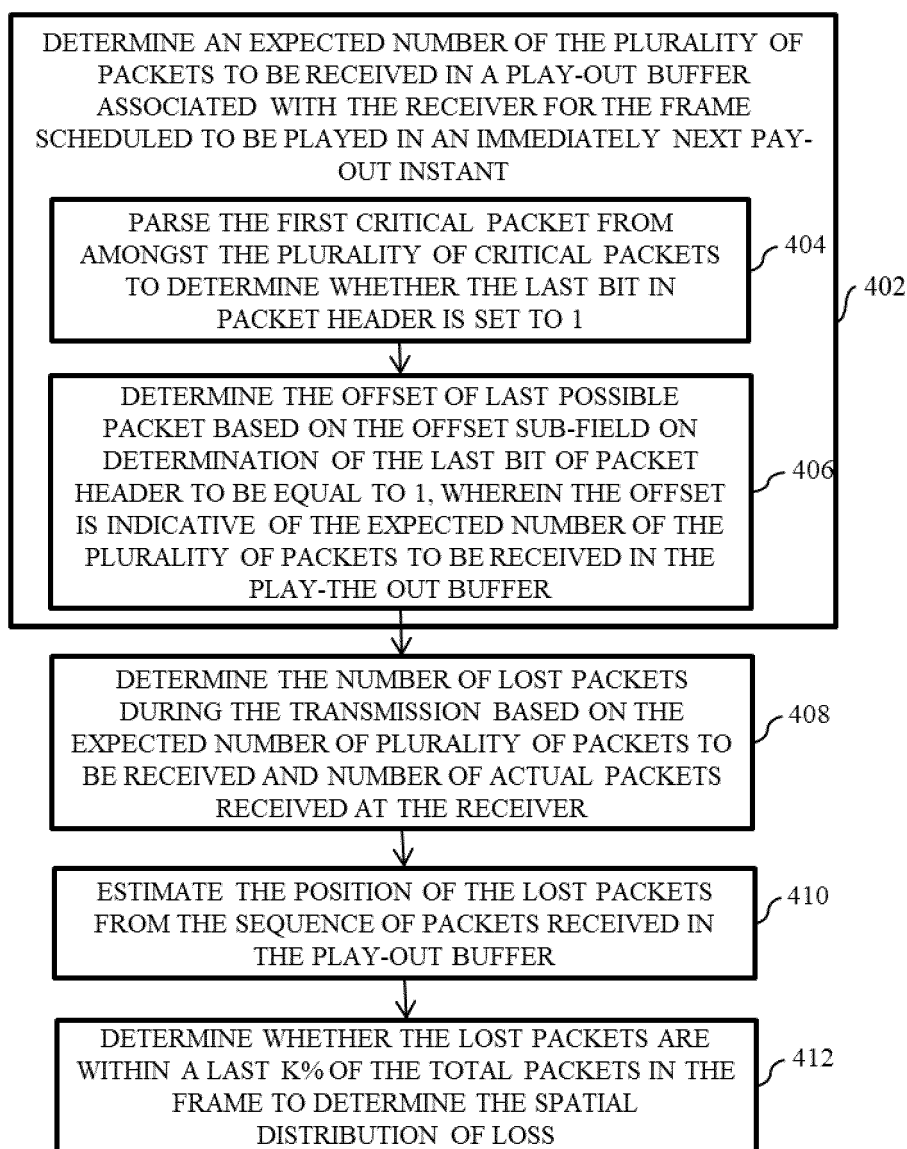 DETERMINE AN EXPECTED NUMBER OF THE PLURALITY OF
PACKETS TO BE RECEIVED IN A PLAY-OUT BUFFER
ASSOCIATED WITH THE RECEIVER FOR THE FRAME
SCHEDULED TO BE PLAYED IN AN IMMEDIATELY NEXT PAY-
OUT INSTANT
PARSE THE FIRST CRITICAL PACKET FROM
AMONGST THE PLURALITY OF CRITICAL PACKETS
TO DETERMINE WHETHER THE LAST BIT IN
PACKET HEADER IS SET TO 1
404
402
DETERMINE THE OFFSET OF LAST POSSIBLE
PACKET BASED ON THE OFFSET SUB-FIELD ON
DETERMINATION OF THE LAST BIT OF PACKET
HEADER TO BE EQUAL TO 1, WHEREIN THE OFFSET
IS INDICATIVE OF THE EXPECTED NUMBER OF THE
PLURALITY OF PACKETS TO BE RECEIVED IN THE
PLAY-THE OUT BUFFER
406
DETERMINE THE NUMBER OF LOST PACKETS
DURING THE TRANSMISSION BASED ON THE
EXPECTED NUMBER OF PLURALITY OF PACKETS TO
BE RECEIVED AND NUMBER OF ACTUAL PACKETS
RECEIVED AT THE RECEIVER
408
ESTIMATE THE POSITION OF THE LOST PACKETS
FROM THE SEQUENCE OF PACKETS RECEIVED IN
THE PLAY-OUT BUFFER
410
DETERMINE WHETHER THE LOST PACKETS ARE
WITHIN A LAST K% OF THE TOTAL PACKETS IN THE
FRAME TO DETERMINE THE SPATIAL
DISTRIBUTION OF LOSS
412